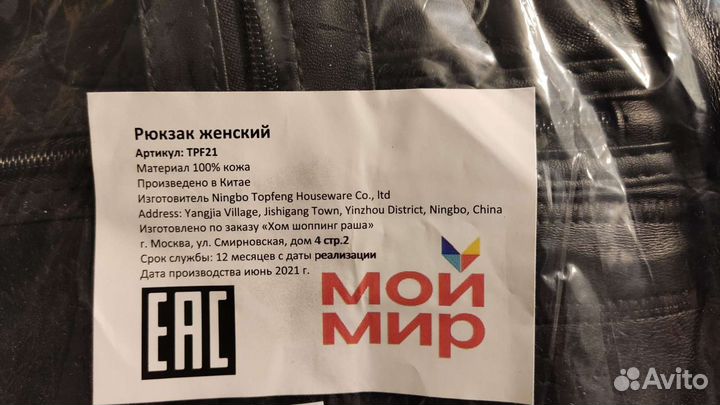 Рюкзак женский
Артикул: TPF21
Материал 100% кожа
Произведено в Китае
Изготовитель Ningbo Topfeng Houseware Co., ltd
Address: Yangjia Village, Jishigang Town, Yinzhou District, Ningbo, China
Изготовлено по заказу «Хом шоппинг раша»
г. Москва, ул. Смирновская, дом 4 стр.2
Срок службы: 12 месяцев с даты реализации
Дата производства июнь 2021 г.
EAC
мой
мир
Avito